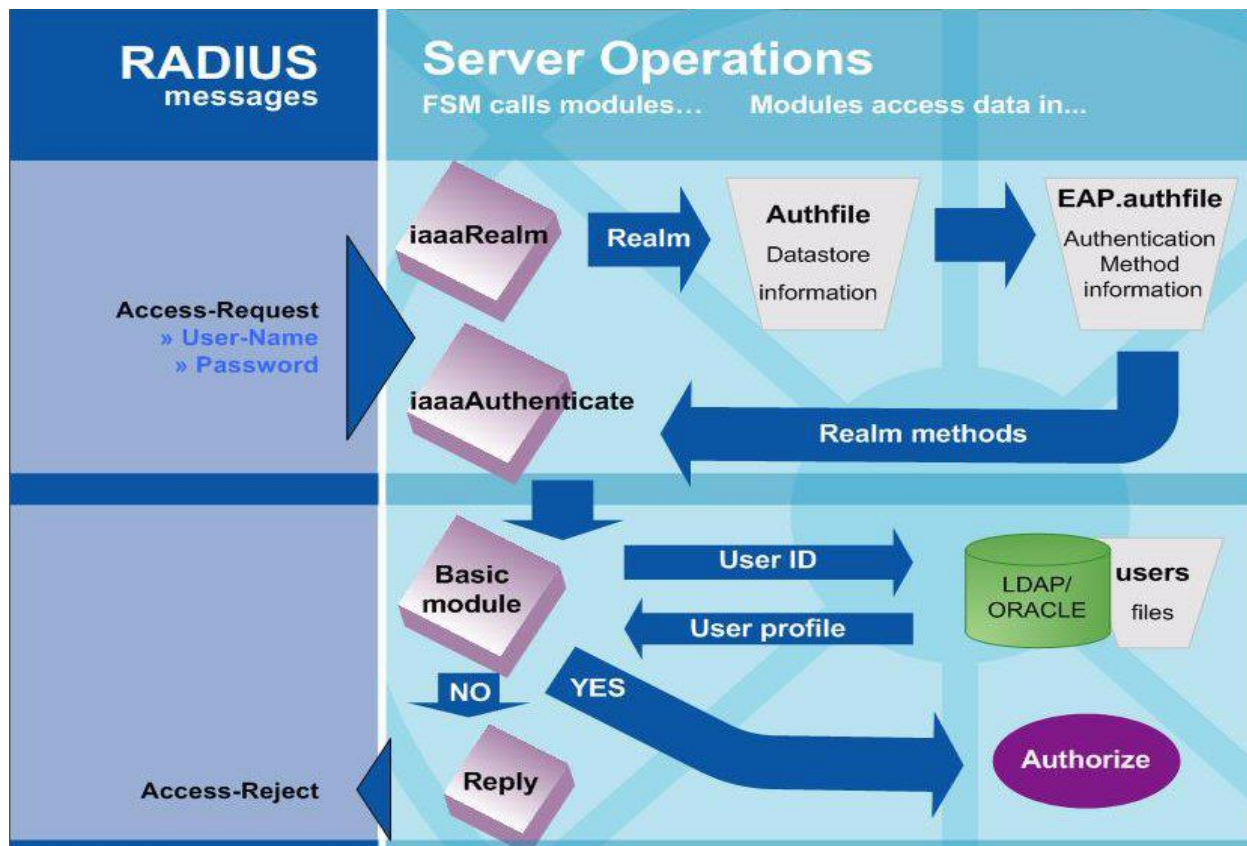 RADIUS
messages
Server Operations
FSM calls modules…
Modules access data in...
iaaaRealm
Realm
Authfile
Datastore
information
EAP.authfile
Authentication
Method
information
Access-Request
» User-Name
» Password
iaaaAuthenticate
Realm methods
Basic
module
User ID
User profile
LDAP/
ORACLE
users
files
NO
YES
Reply
Authorize
Access-Reject